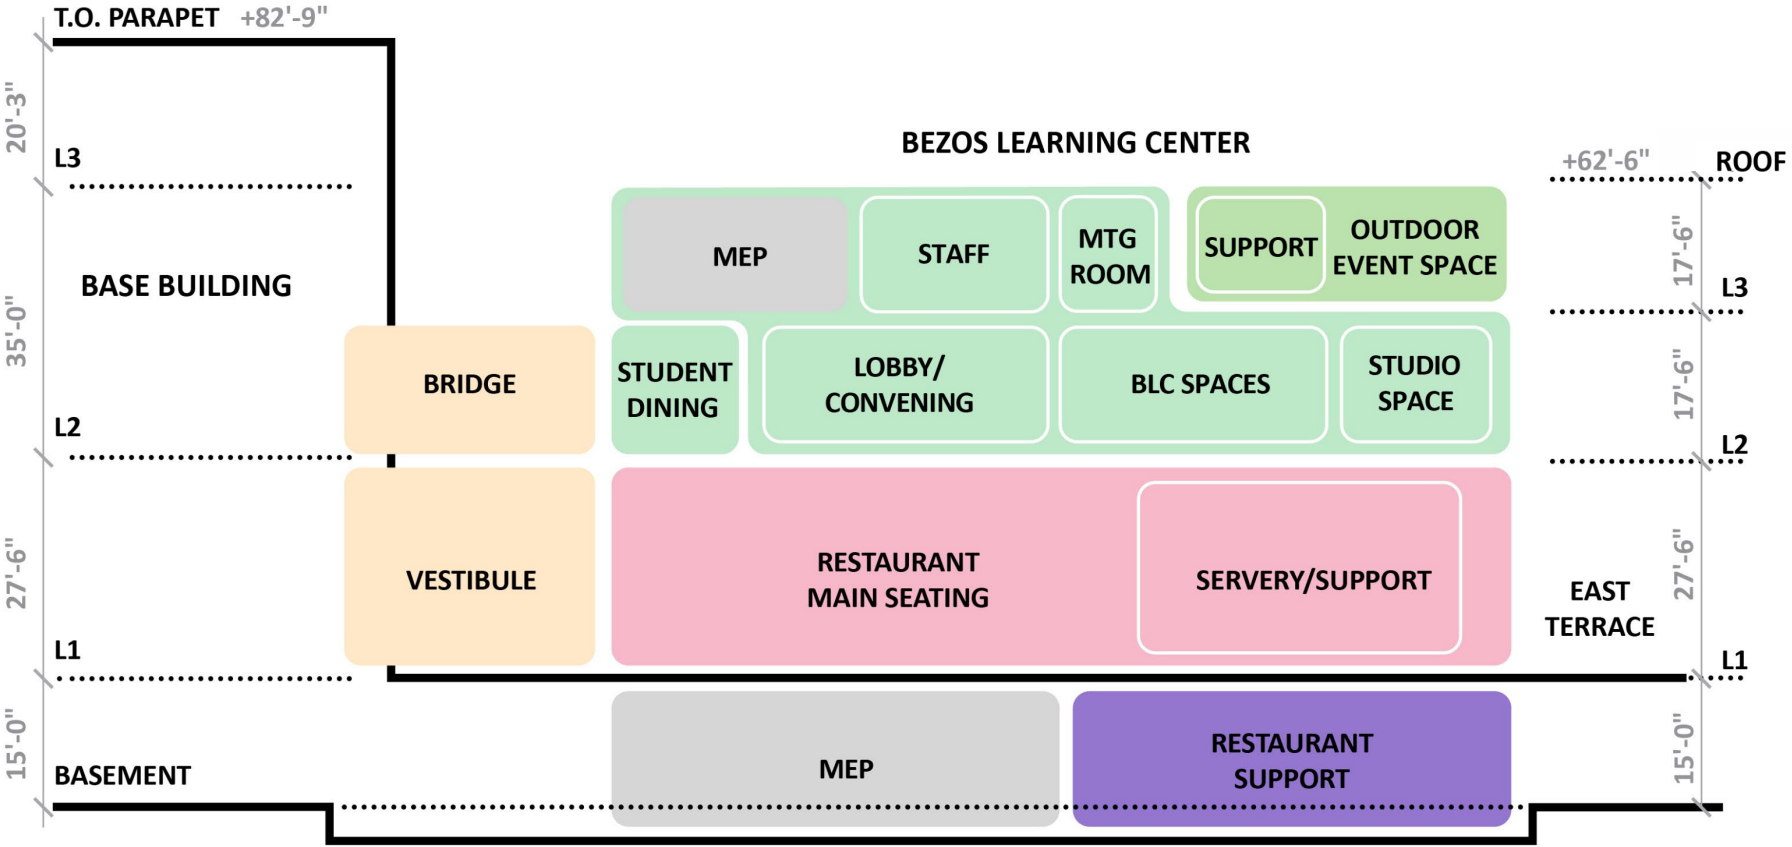 T.O. PARAPET +82'-9"
20'-3"
L3
BEZOS LEARNING CENTER
+62'-6" ROOF
BASE BUILDING
35'-0"
MEP
STAFF
MTG
ROOM
SUPPORT
OUTDOOR
EVENT SPACE
17'-6"
L3
BRIDGE
STUDENT
DINING
LOBBY/
CONVENING
BLC SPACES
STUDIO
SPACE
17'-6"
L2
L2
27'-6"
VESTIBULE
RESTAURANT
MAIN SEATING
SERVERY/SUPPORT
EAST
TERRACE
27'-6"
L1
L1
15'-0"
BASEMENT
MEP
RESTAURANT
SUPPORT
15'-0"